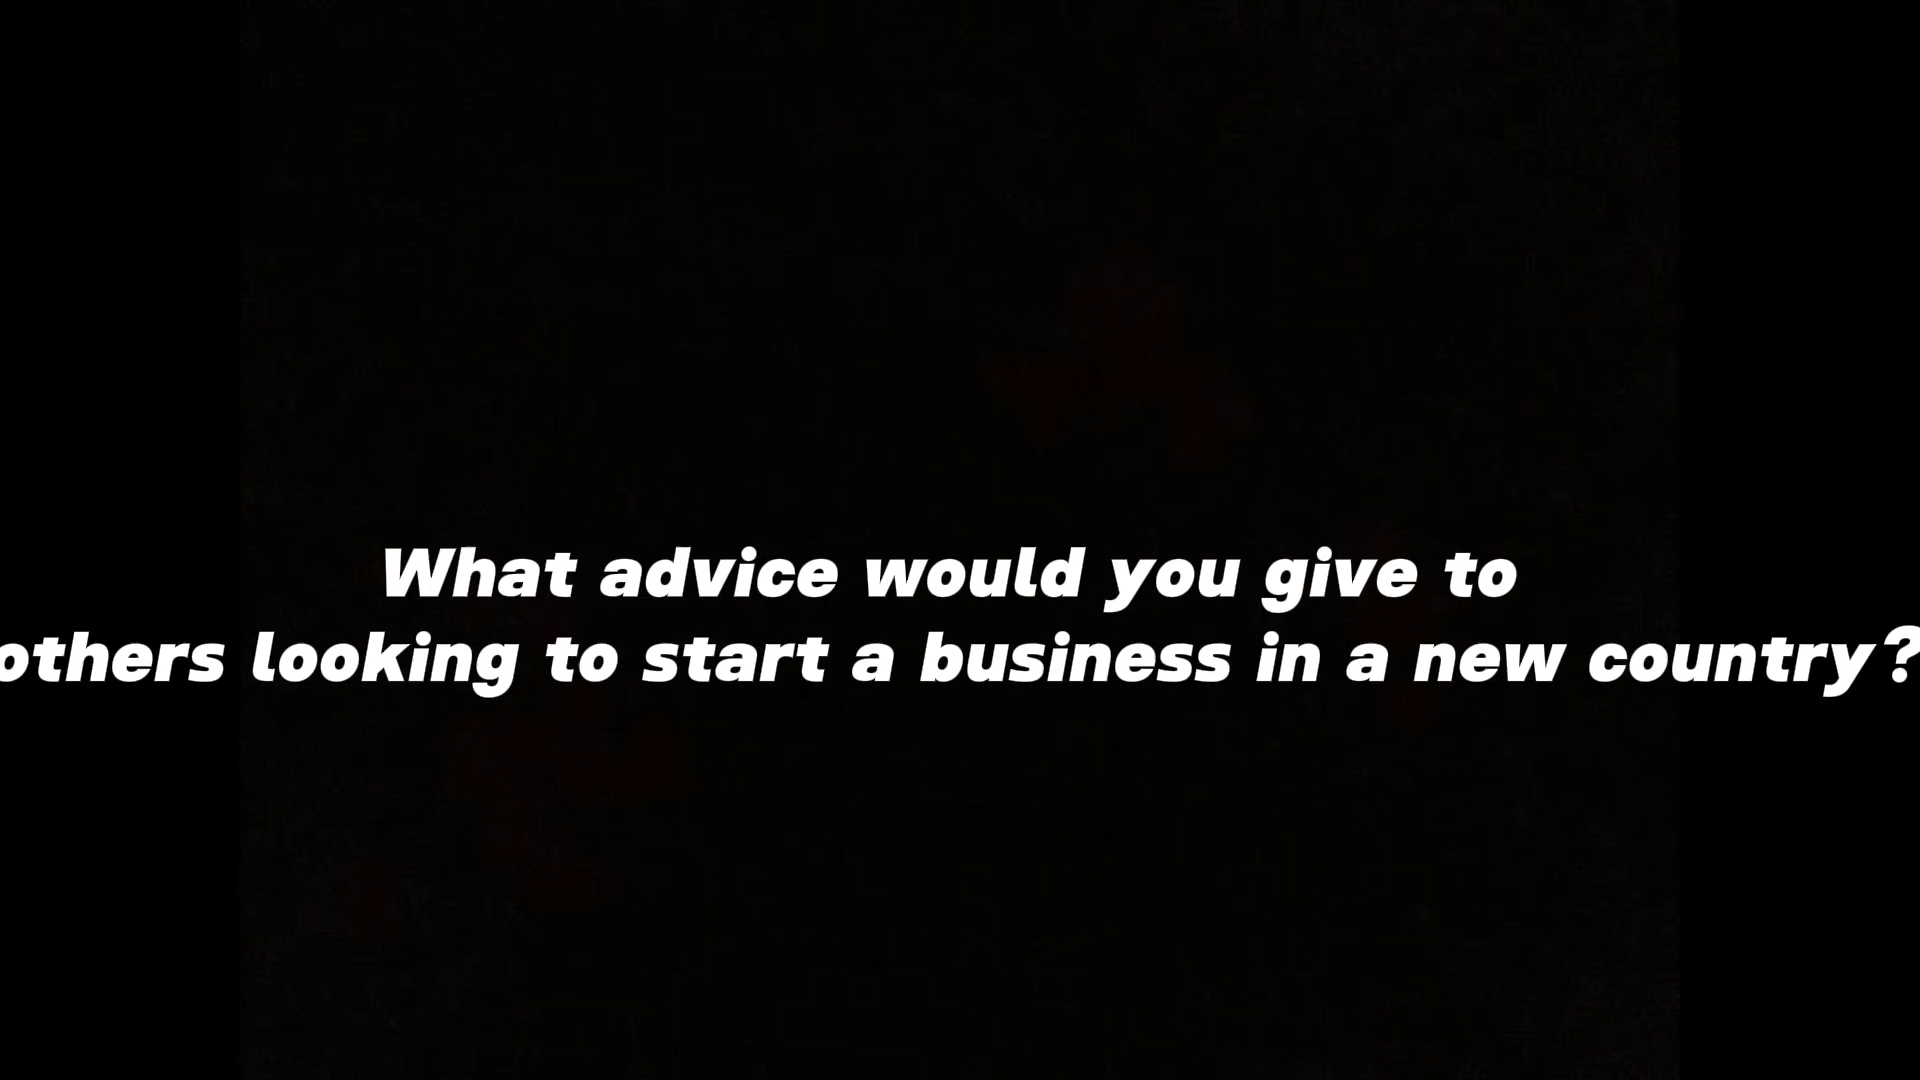 What advice would you give to
others looking to start a business in a new country?